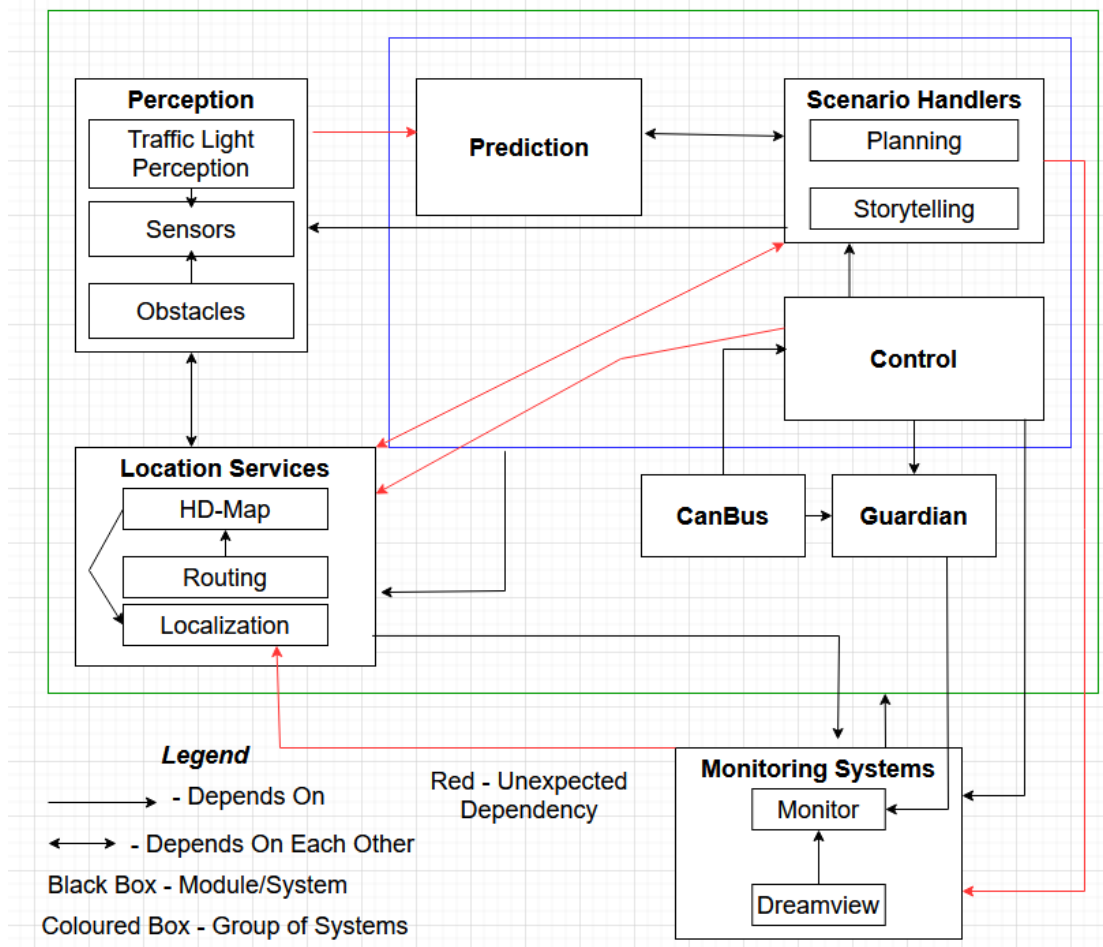 Perception
Traffic Light
Perception
Sensors
Obstacles
Prediction
Scenario Handlers
Planning
Storytelling
Control
Location Services
HD-Map
Routing
Localization
CanBus
Guardian
Legend
- Depends On
- Depends On Each Other
Black Box - Module/System
Coloured Box - Group of Systems
Red - Unexpected
Dependency
Monitoring Systems
Monitor
Dreamview